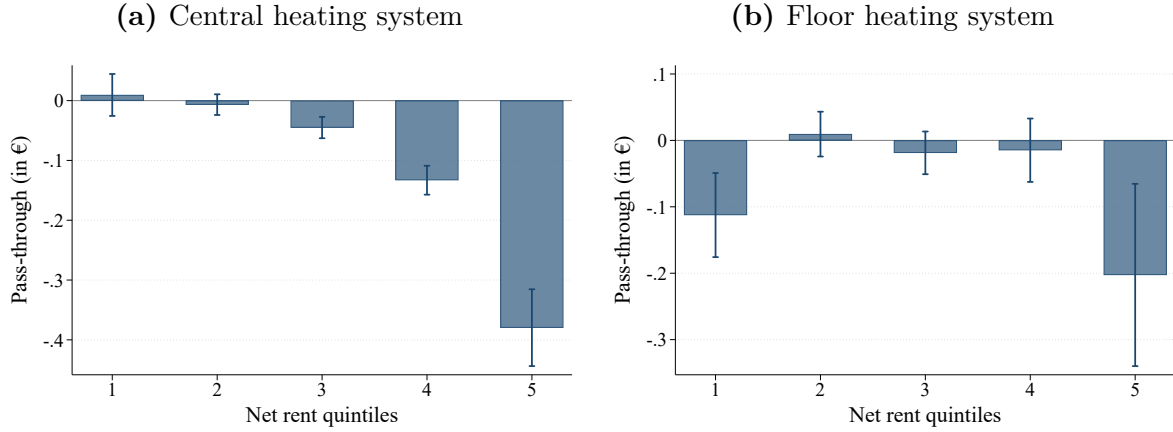 (a) Central heating system
0
-.1
-.2
-.3
-.4
Pass-through (in €)
1 2 3 4 5
Net rent quintiles
(b) Floor heating system
.1
0
-.1
-.2
-.3
Pass-through (in €)
1 2 3 4 5
Net rent quintiles